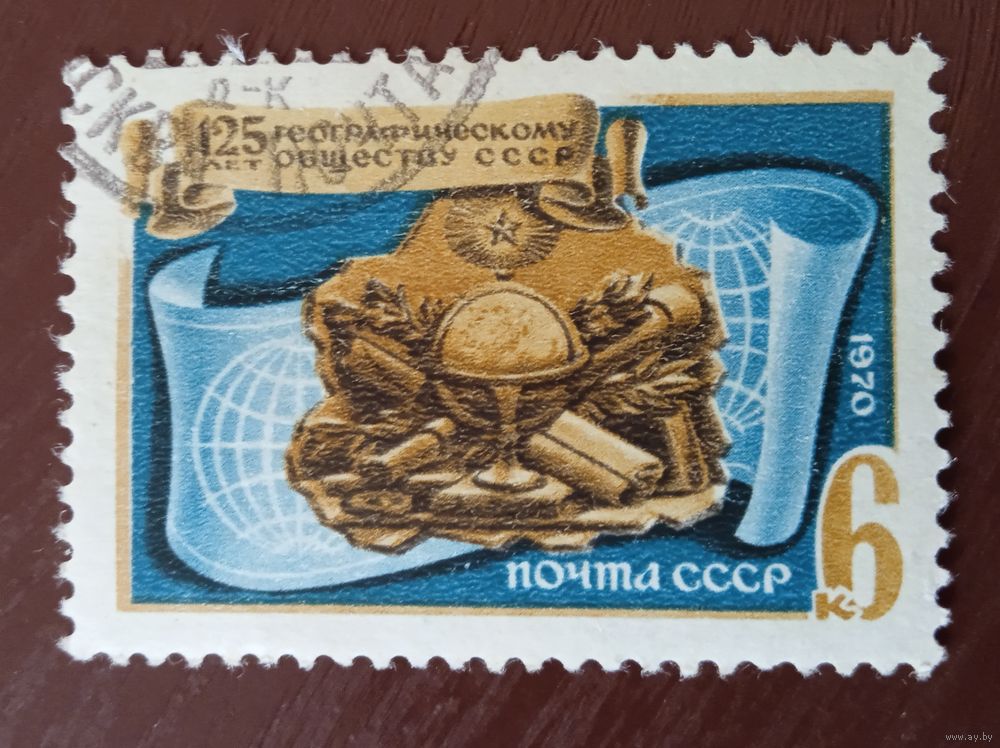 125 ГЕОГРАФИЧЕСКОМУ
ЛЕТ ОБЩЕСТВУ СССР
1970
почта СССР
6
к
www.ay.by